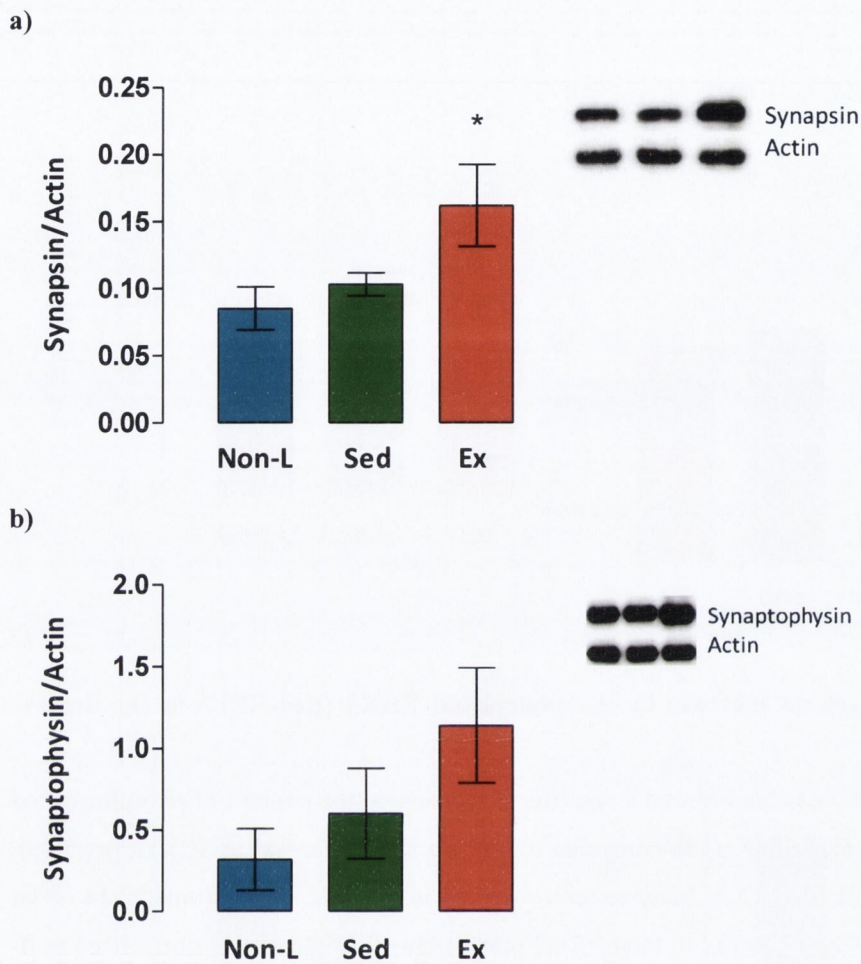 a)
0.25
0.20
0.15
0.10
0.05
0.00
Synapsin/Actin
*
Non-L Sed Ex
Synapsin
Actin
b)
2.0
1.5
1.0
0.5
0.0
Synaptophysin/Actin
Non-L Sed Ex
Synaptophysin
Actin